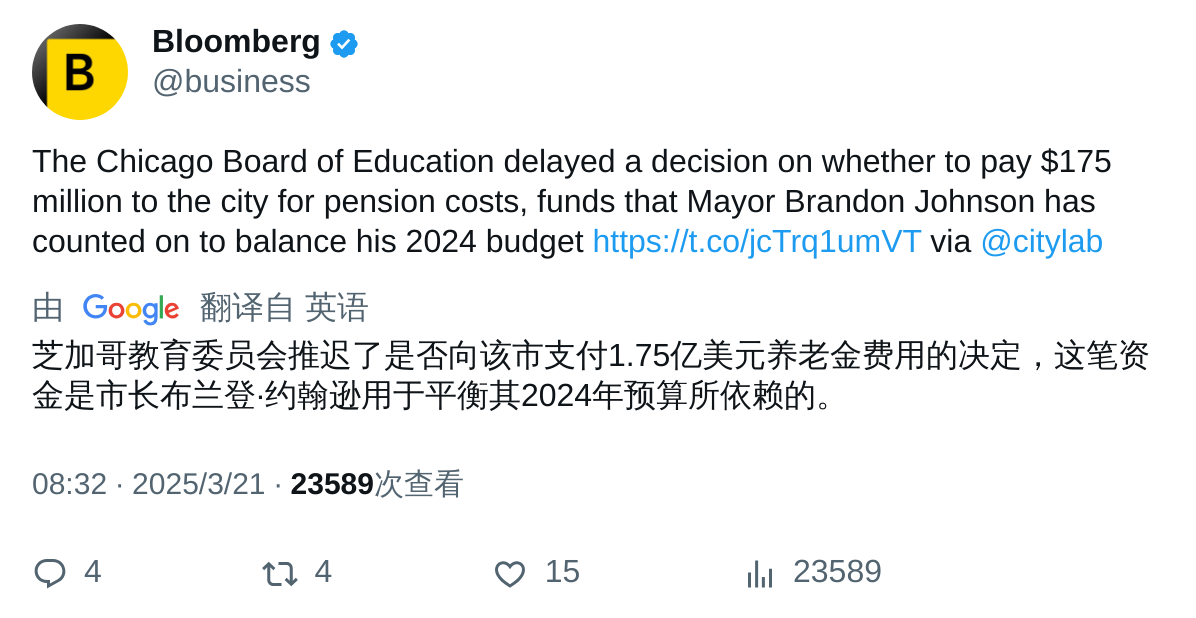 Bloomberg
@business
The Chicago Board of Education delayed a decision on whether to pay $175
million to the city for pension costs, funds that Mayor Brandon Johnson has
counted on to balance his 2024 budget https://t.co/jcTrq1umVT via @citylab
由 Google 翻译自 英语
芝加哥教育委员会推迟了是否向该市支付1.75亿美元养老金费用的决定，这笔资
金是市长布兰登·约翰逊用于平衡其2024年预算所依赖的。
08:32 · 2025/3/21 · 23589次查看
4 4 15 23589